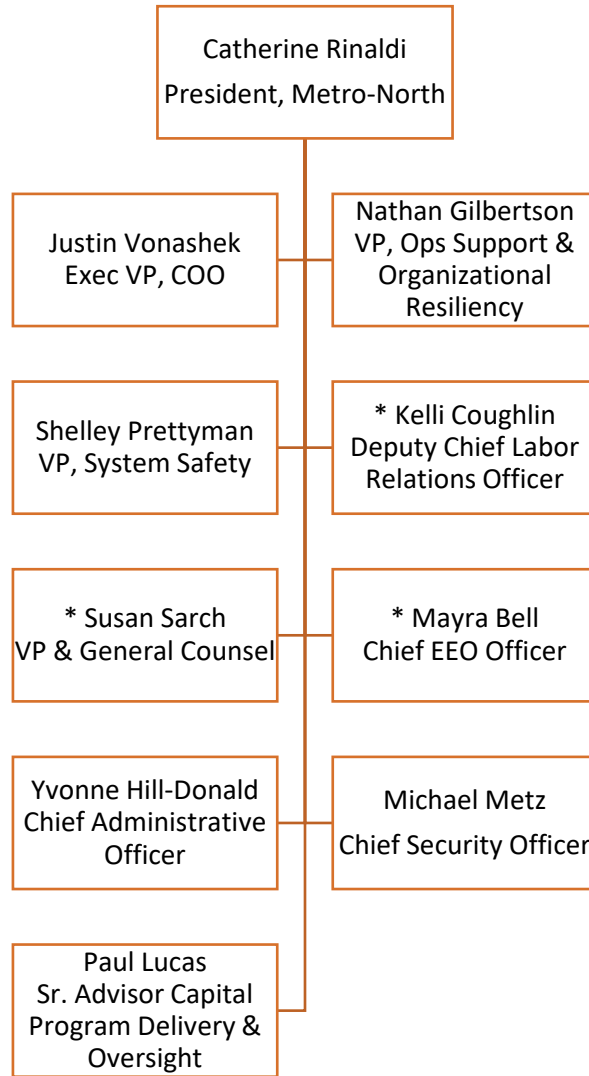 Catherine Rinaldi
President, Metro-North
Justin Vonashek
Exec VP, COO
Nathan Gilbertson
VP, Ops Support &
Organizational
Resiliency
Shelley Prettyman
VP, System Safety
* Kelli Coughlin
Deputy Chief Labor
Relations Officer
* Susan Sarch
VP & General Counsel
* Mayra Bell
Chief EEO Officer
Yvonne Hill-Donald
Chief Administrative
Officer
Michael Metz
Chief Security Officer
Paul Lucas
Sr. Advisor Capital
Program Delivery &
Oversight